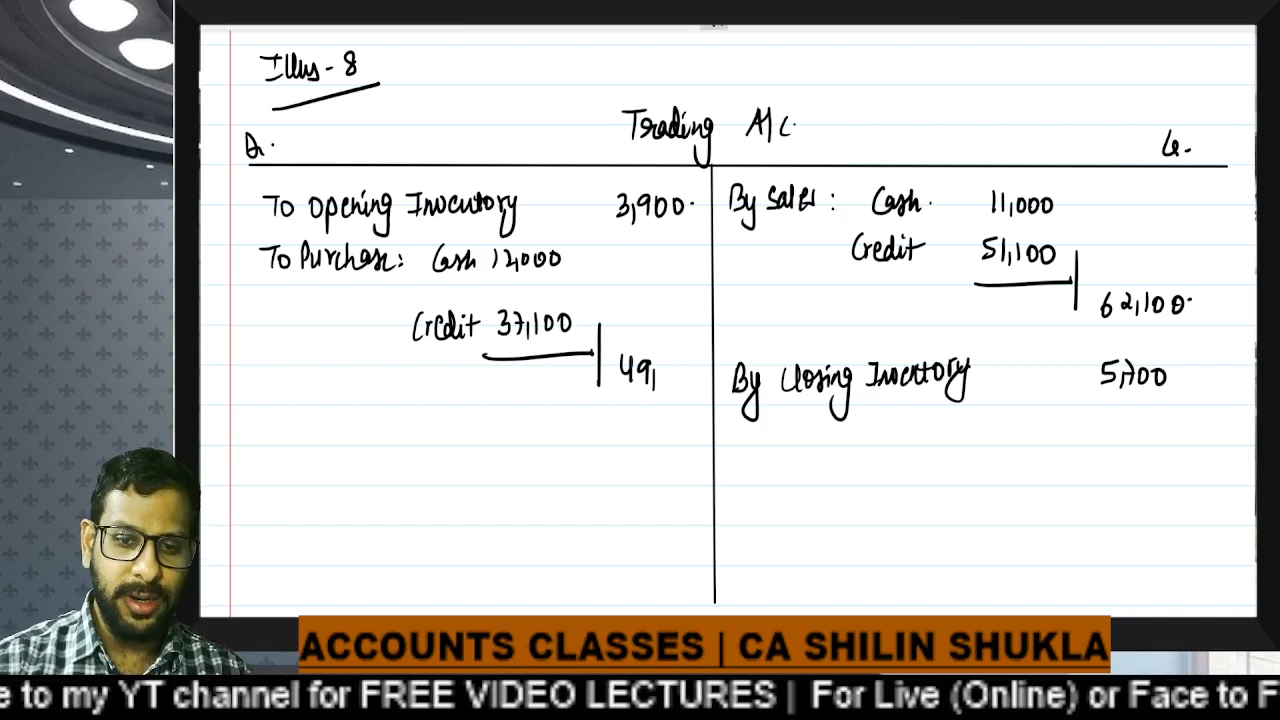 Illus - 8
Trading A/C.
Dr. Cr.
To Opening Inventory 3,900.
To Purchase: Cash 12,000
Credit 37,100
49,
By Sales: Cash. 11,000
Credit 51,100
62,100.
By Closing Inventory 5,700
ACCOUNTS CLASSES | CA SHILIN SHUKLA
e to my YT channel for FREE VIDEO LECTURES | For Live (Online) or Face to F